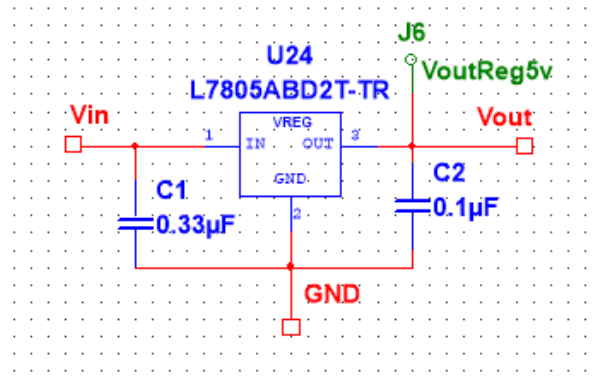 J6
U24
VoutReg5v
L7805ABD2T-TR
Vin
VREG
Vout
1
IN
OUT
3
GND
C1
C2
0.33µF
2
0.1µF
GND